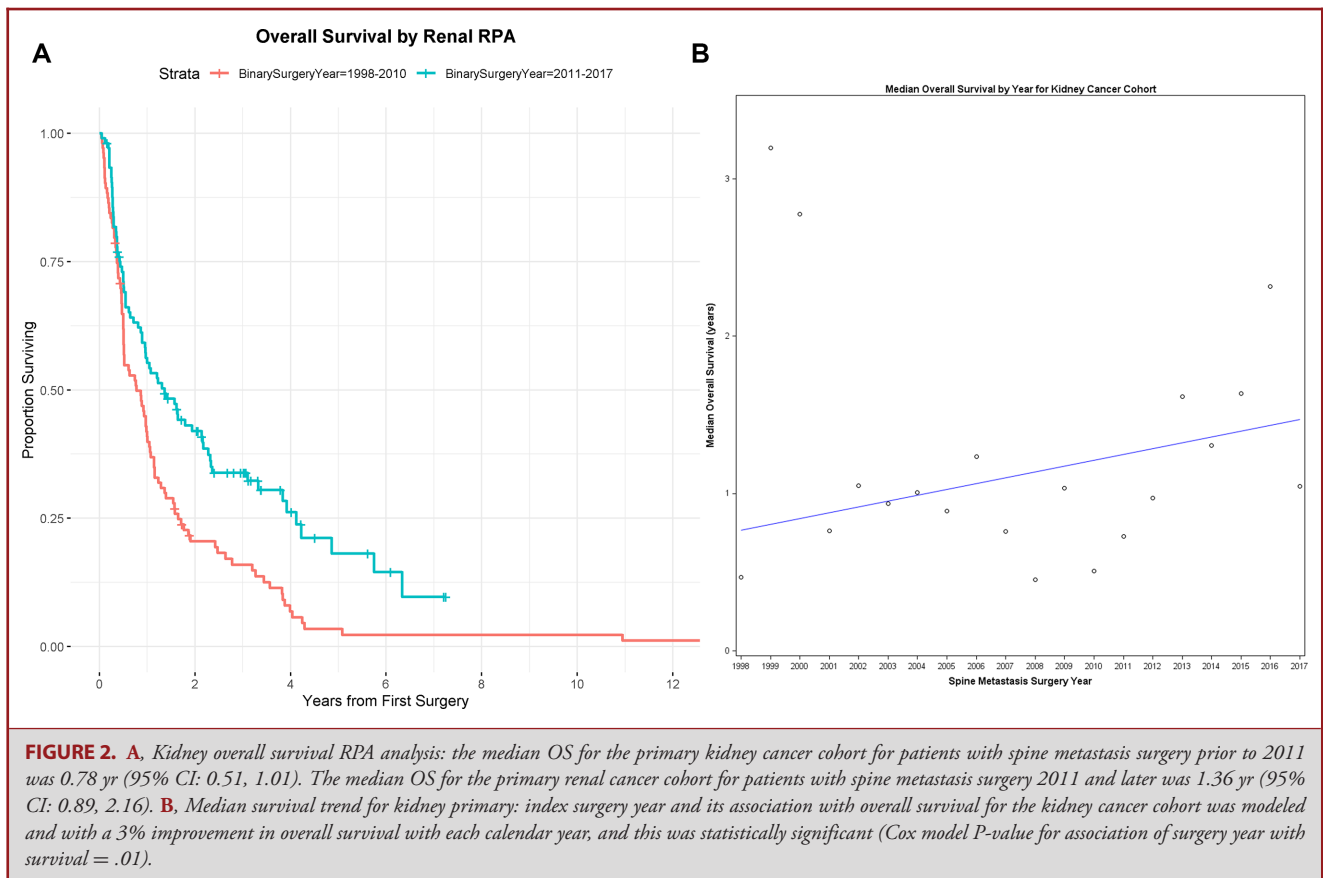 A
Overall Survival by Renal RPA
Strata BinarySurgeryYear=1998-2010 BinarySurgeryYear=2011-2017
Proportion Surviving
1.00
0.75
0.50
0.25
0.00
0 2 4 6 8 10 12
Years from First Surgery
B
Median Overall Survival by Year for Kidney Cancer Cohort
Median Overall Survival (years)
3
2
1
0
1998 1999 2000 2001 2002 2003 2004 2005 2006 2007 2008 2009 2010 2011 2012 2013 2014 2015 2016 2017
Spine Metastasis Surgery Year
FIGURE 2. A, Kidney overall survival RPA analysis: the median OS for the primary kidney cancer cohort for patients with spine metastasis surgery prior to 2011
was 0.78 yr (95% CI: 0.51, 1.01). The median OS for the primary renal cancer cohort for patients with spine metastasis surgery 2011 and later was 1.36 yr (95%
CI: 0.89, 2.16). B, Median survival trend for kidney primary: index surgery year and its association with overall survival for the kidney cancer cohort was modeled
and with a 3% improvement in overall survival with each calendar year, and this was statistically significant (Cox model P-value for association of surgery year with
survival = .01).